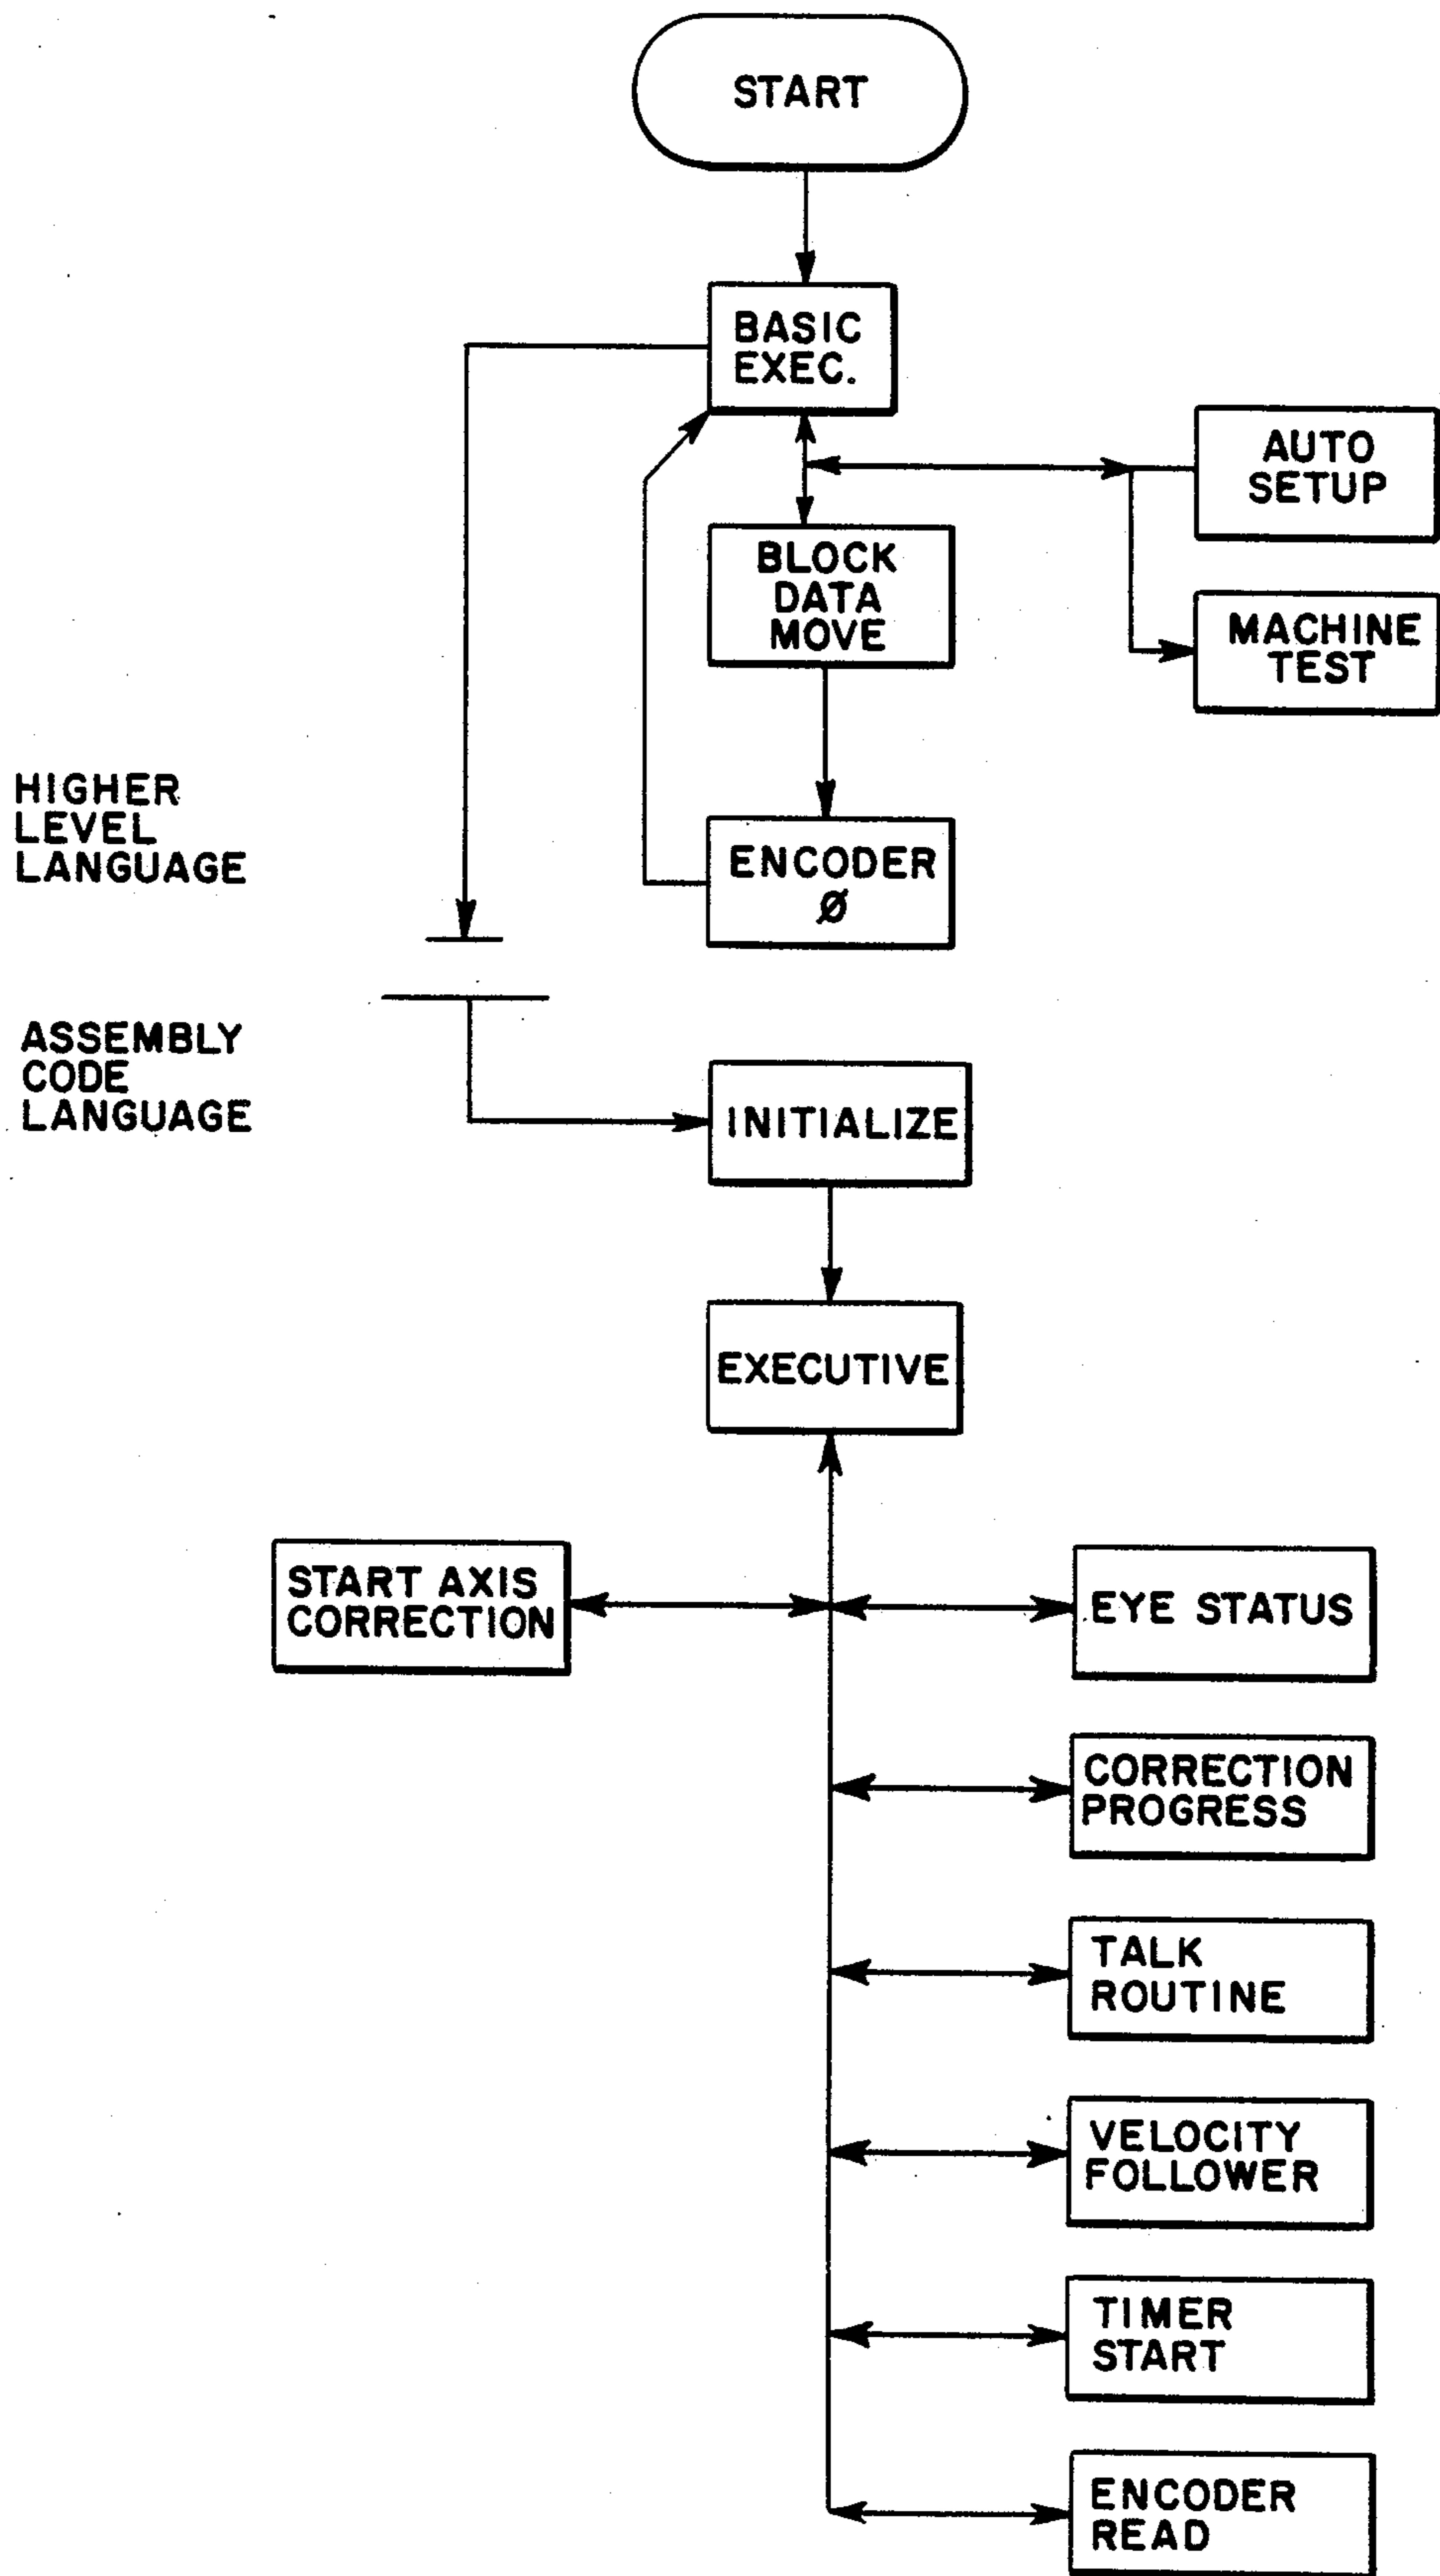 START
BASIC
EXEC.
AUTO
SETUP
BLOCK
DATA
MOVE
MACHINE
TEST
HIGHER
LEVEL
LANGUAGE
ENCODER
Ø
ASSEMBLY
CODE
LANGUAGE
INITIALIZE
EXECUTIVE
START AXIS
CORRECTION
EYE STATUS
CORRECTION
PROGRESS
TALK
ROUTINE
VELOCITY
FOLLOWER
TIMER
START
ENCODER
READ